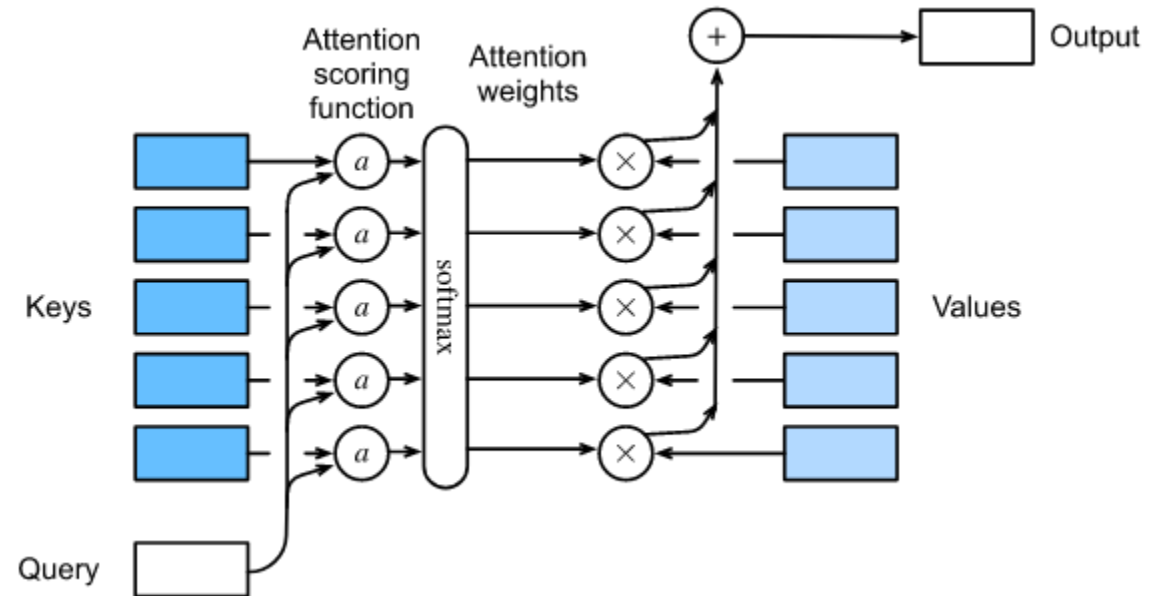 +
Output
Attention
scoring
function
Attention
weights
a
×
a
×
Keys
a
softmax
×
Values
a
×
a
×
Query